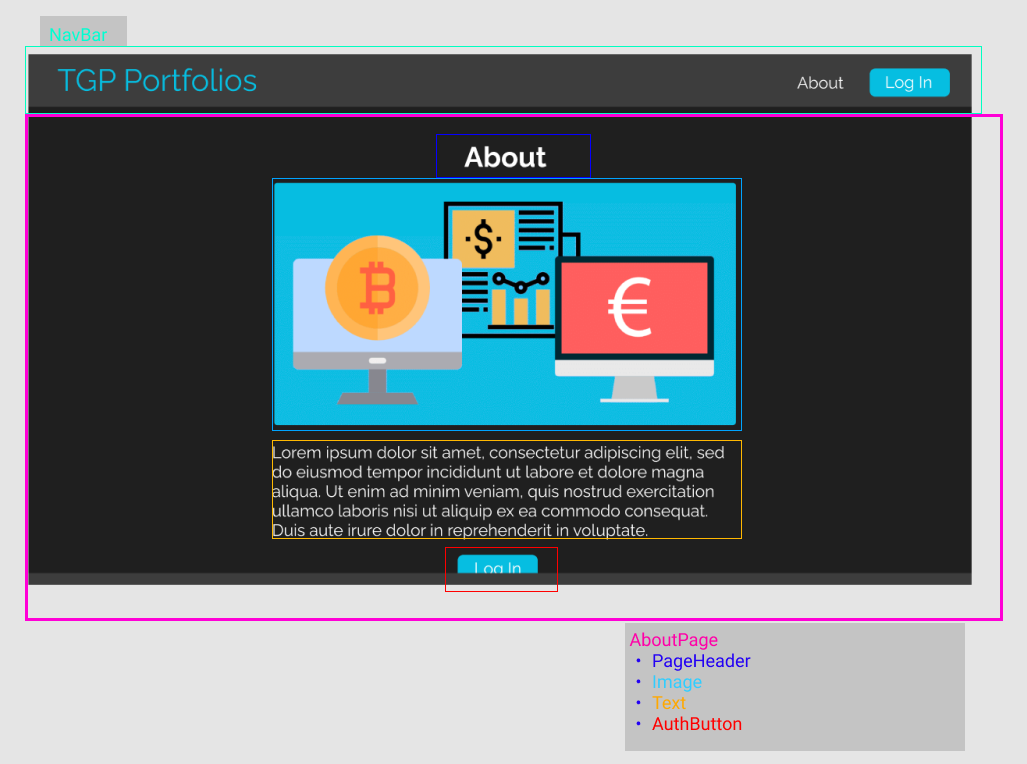 NavBar
TGP Portfolios
About
Log In
About
$
₿
€
Lorem ipsum dolor sit amet, consectetur adipiscing elit, sed
do eiusmod tempor incididunt ut labore et dolore magna
aliqua. Ut enim ad minim veniam, quis nostrud exercitation
ullamco laboris nisi ut aliquip ex ea commodo consequat.
Duis aute irure dolor in reprehenderit in voluptate.
Log In
AboutPage
• PageHeader
• Image
• Text
• AuthButton